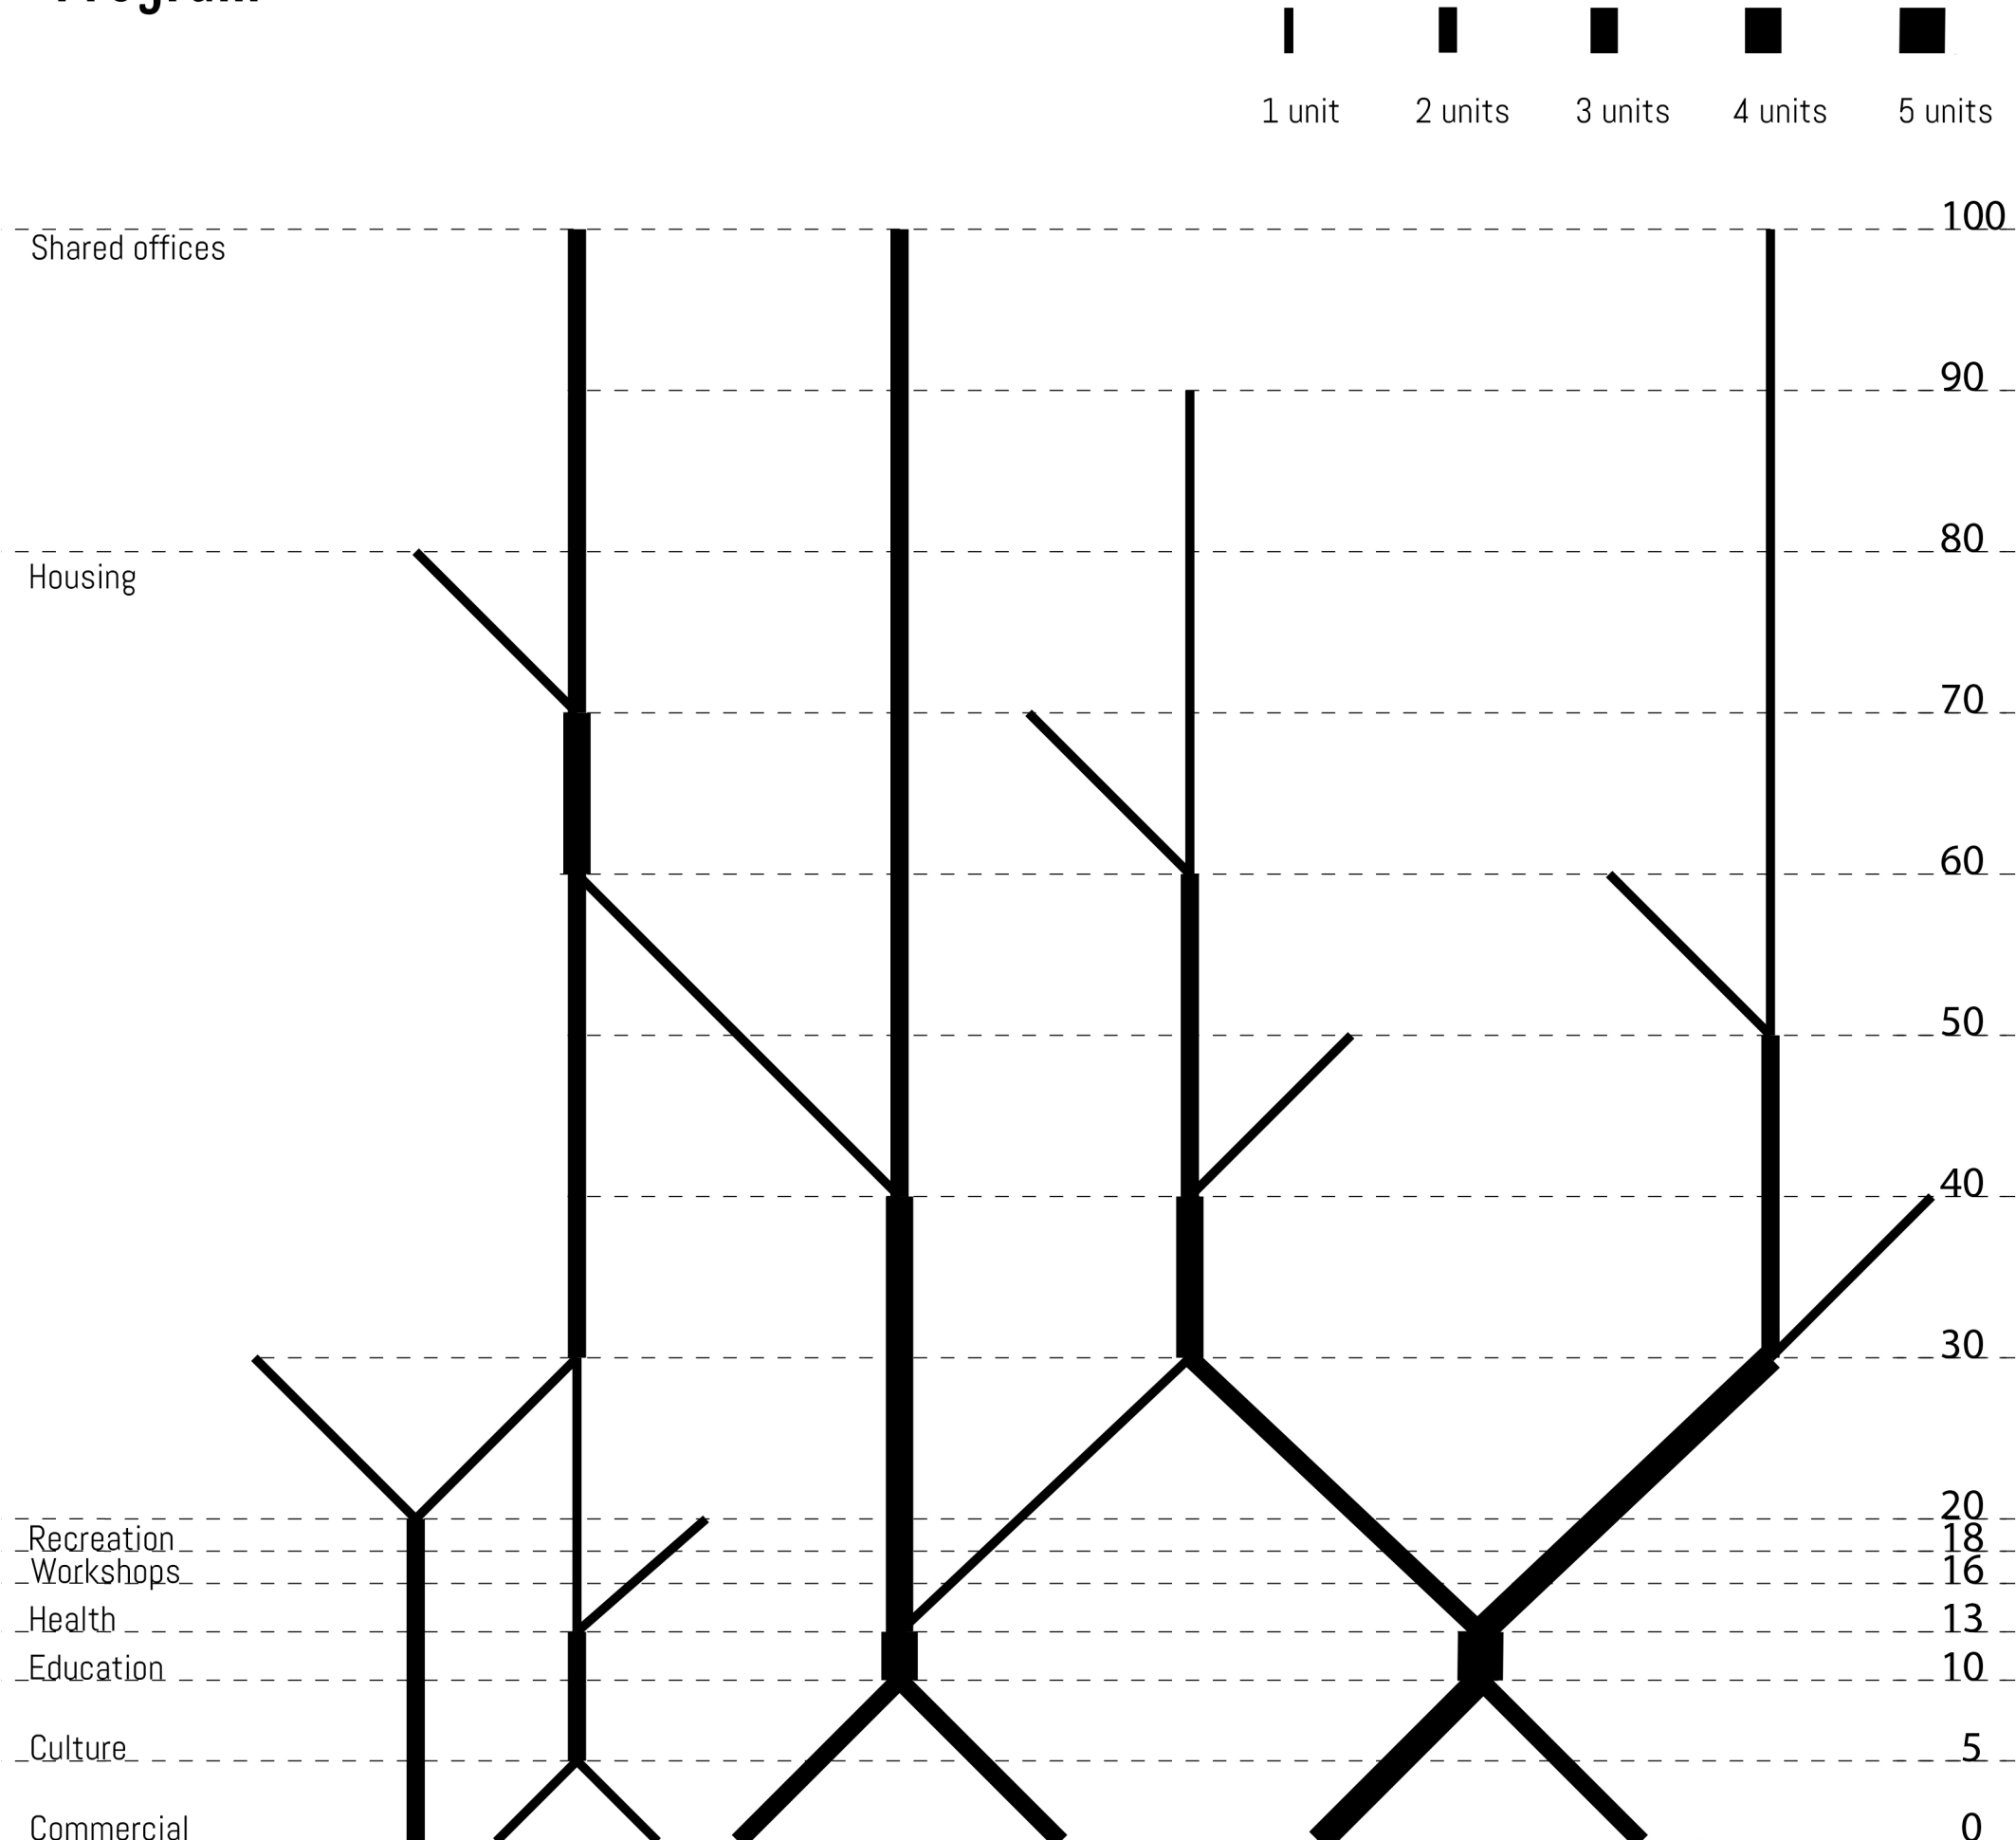 Program
1 unit 2 units 3 units 4 units 5 units
100
Shared offices
90
80
Housing
70
60
50
40
30
20
Recreation
18
Workshops
16
Health
13
Education
10
Culture
5
Commercial
0